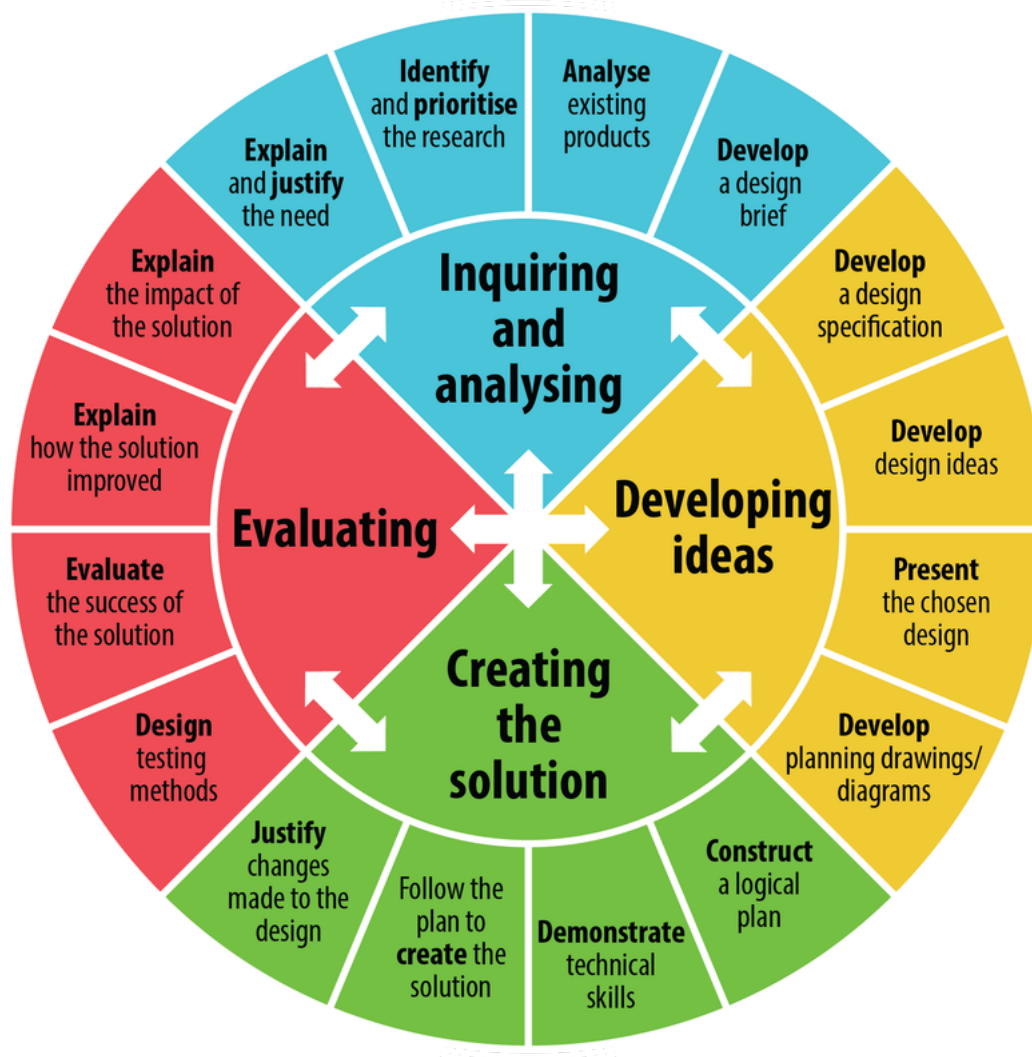 Inquiring
and
analysing
Explain
and justify
the need
Identify
and prioritise
the research
Analyse
existing
products
Develop
a design
brief
Developing
ideas
Develop
a design
specification
Develop
design ideas
Present
the chosen
design
Develop
planning drawings/
diagrams
Creating
the
solution
Construct
a logical
plan
Demonstrate
technical
skills
Follow the
plan to
create the
solution
Justify
changes
made to the
design
Evaluating
Design
testing
methods
Evaluate
the success of
the solution
Explain
how the solution
improved
Explain
the impact of
the solution